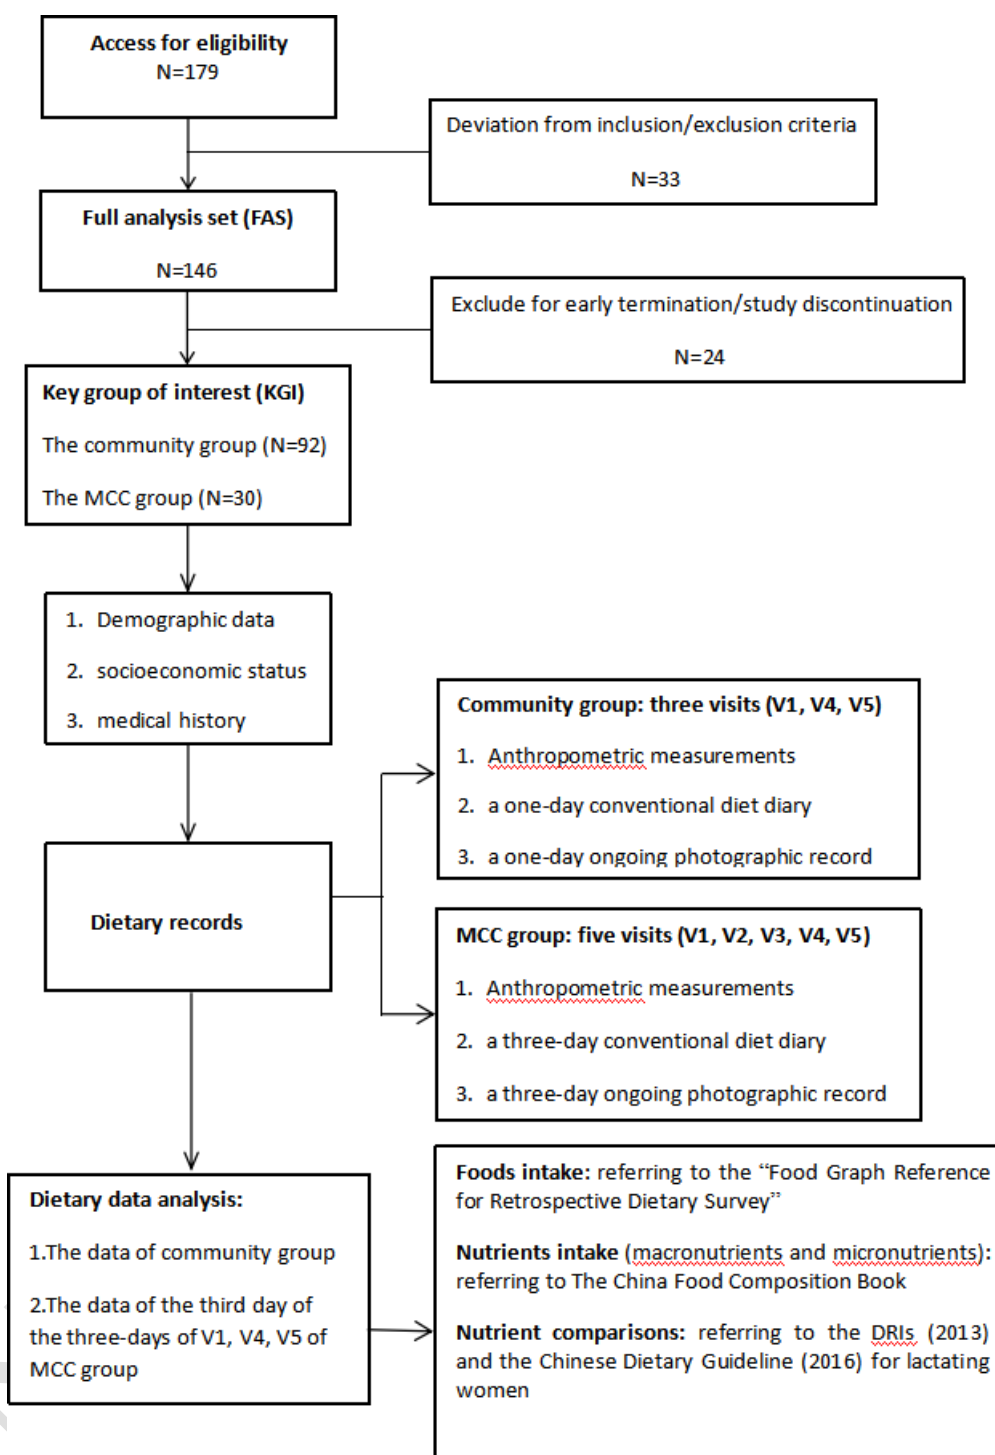 Access for eligibility
N=179
Deviation from inclusion/exclusion criteria
N=33
Full analysis set (FAS)
N=146
Exclude for early termination/study discontinuation
N=24
Key group of interest (KGI)
The community group (N=92)
The MCC group (N=30)
1. Demographic data
2. socioeconomic status
3. medical history
Community group: three visits (V1, V4, V5)
1. Anthropometric measurements
2. a one-day conventional diet diary
3. a one-day ongoing photographic record
Dietary records
MCC group: five visits (V1, V2, V3, V4, V5)
1. Anthropometric measurements
2. a three-day conventional diet diary
3. a three-day ongoing photographic record
Dietary data analysis:
1.The data of community group
2.The data of the third day of
the three-days of V1, V4, V5 of
MCC group
Foods intake: referring to the “Food Graph Reference
for Retrospective Dietary Survey”
Nutrients intake (macronutrients and micronutrients):
referring to The China Food Composition Book
Nutrient comparisons: referring to the DRIs (2013)
and the Chinese Dietary Guideline (2016) for lactating
women